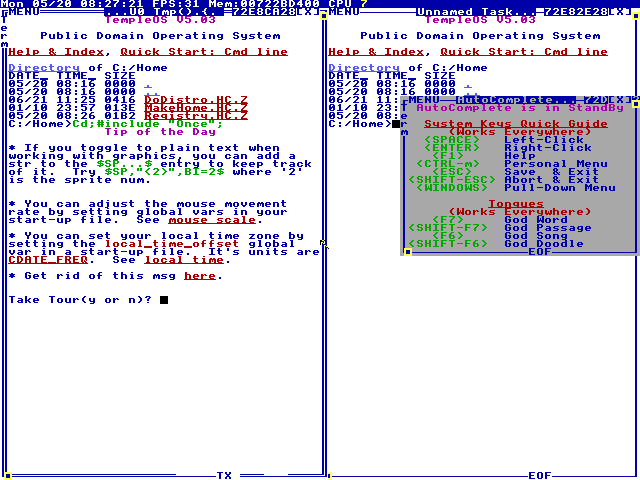 Mon 05/20 08:27:21 FPS:31 Mem:00722BD400 CPU 7
MENU ... U0 Tmp().(.. 72E8CA28[X]
Term
TempleOS V5.03
Public Domain Operating System
Help & Index, Quick Start: Cmd line
Directory of C:/Home
DATE_ TIME_ SIZE
05/20 08:16 0000 .
05/20 08:16 0000 ..
06/21 11:25 0416 DoDistro.HC.Z
01/10 23:57 013E MakeHome.HC.Z
05/20 08:26 01B2 Registry.HC.Z
C:/Home>Cd;#include "Once";
Tip of the Day
* If you toggle to plain text when
working with graphics, you can add a
str to the $SP...$ entry to keep track
of it.  Try $SP,"<2>",BI=2$ where '2'
is the sprite num.
* You can adjust the mouse movement
rate by setting global vars in your
start-up file.  See mouse scale.
* You can set your local time zone by
setting the local_time_offset global
var in a start-up file.  It's units are
CDATE_FREQ.  See local time.
* Get rid of this msg here.
Take Tour(y or n)?
TX
MENU Unnamed Task... 72E82E28[X]
TempleOS V5.03
Public Domain Operating System
Help & Index, Quick Start: Cmd line
Directory of C:/Home
DATE_ TIME_ SIZE
05/20 08:16 0000 .
05/20 08:16 0000 ..
06/21 11:
01/10 23:
05/20 08:
C:/Home>
EOF
MENU AutoComplete... 72D [X]
AutoComplete is in StandBy
System Keys Quick Guide
(Works Everywhere)
<SPACE> Left-Click
<ENTER> Right-Click
<F1> Help
<CTRL-m> Personal Menu
<ESC> Save & Exit
<SHIFT-ESC> Abort & Exit
<WINDOWS> Pull-Down Menu
Tongues
(Works Everywhere)
<F7> God Word
<SHIFT-F7> God Passage
<F6> God Song
<SHIFT-F6> God Doodle
EOF